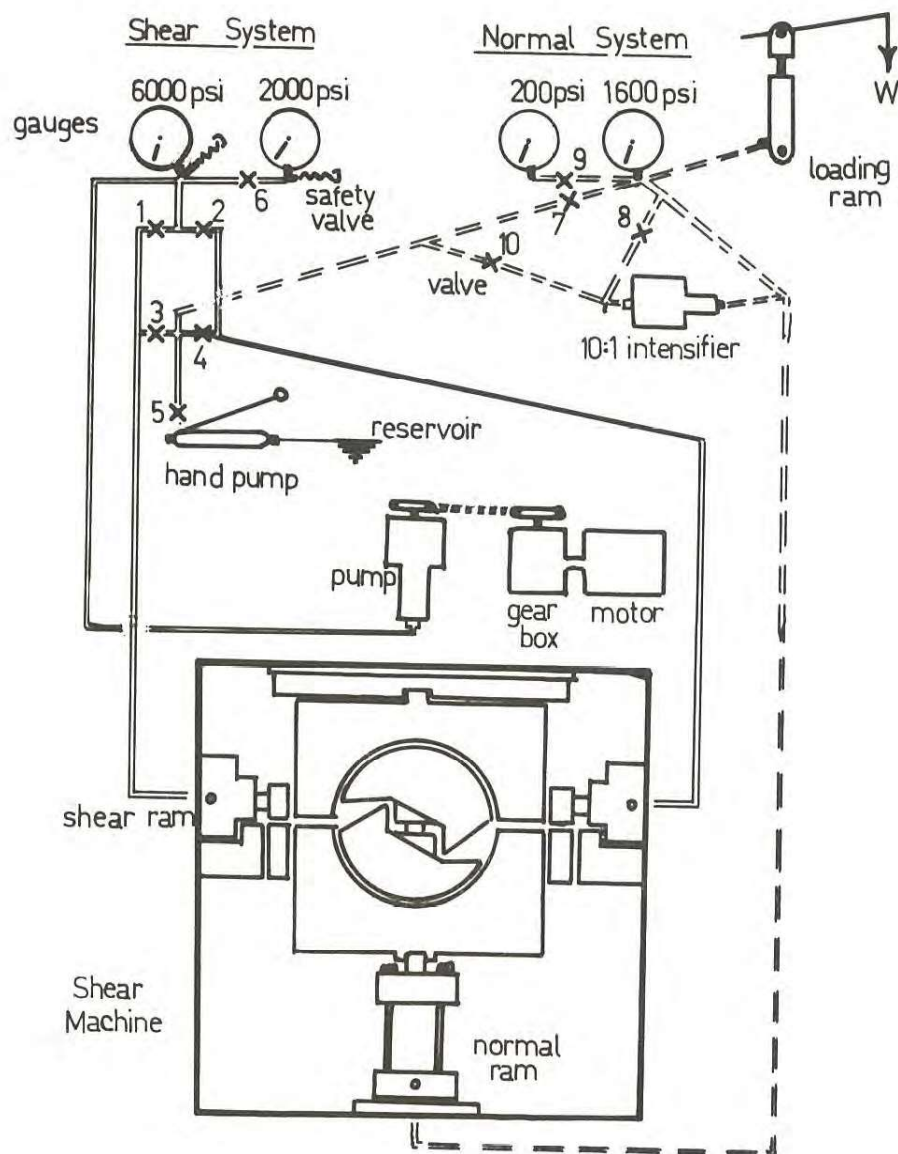 Shear System
Normal System
6000 psi
2000 psi
200 psi
1600 psi
W
gauges
safety
valve
loading
ram
1
2
6
9
7
8
10
valve
3
4
5
10:1 intensifier
reservoir
hand pump
pump
gear
box
motor
shear ram
Shear
Machine
normal
ram